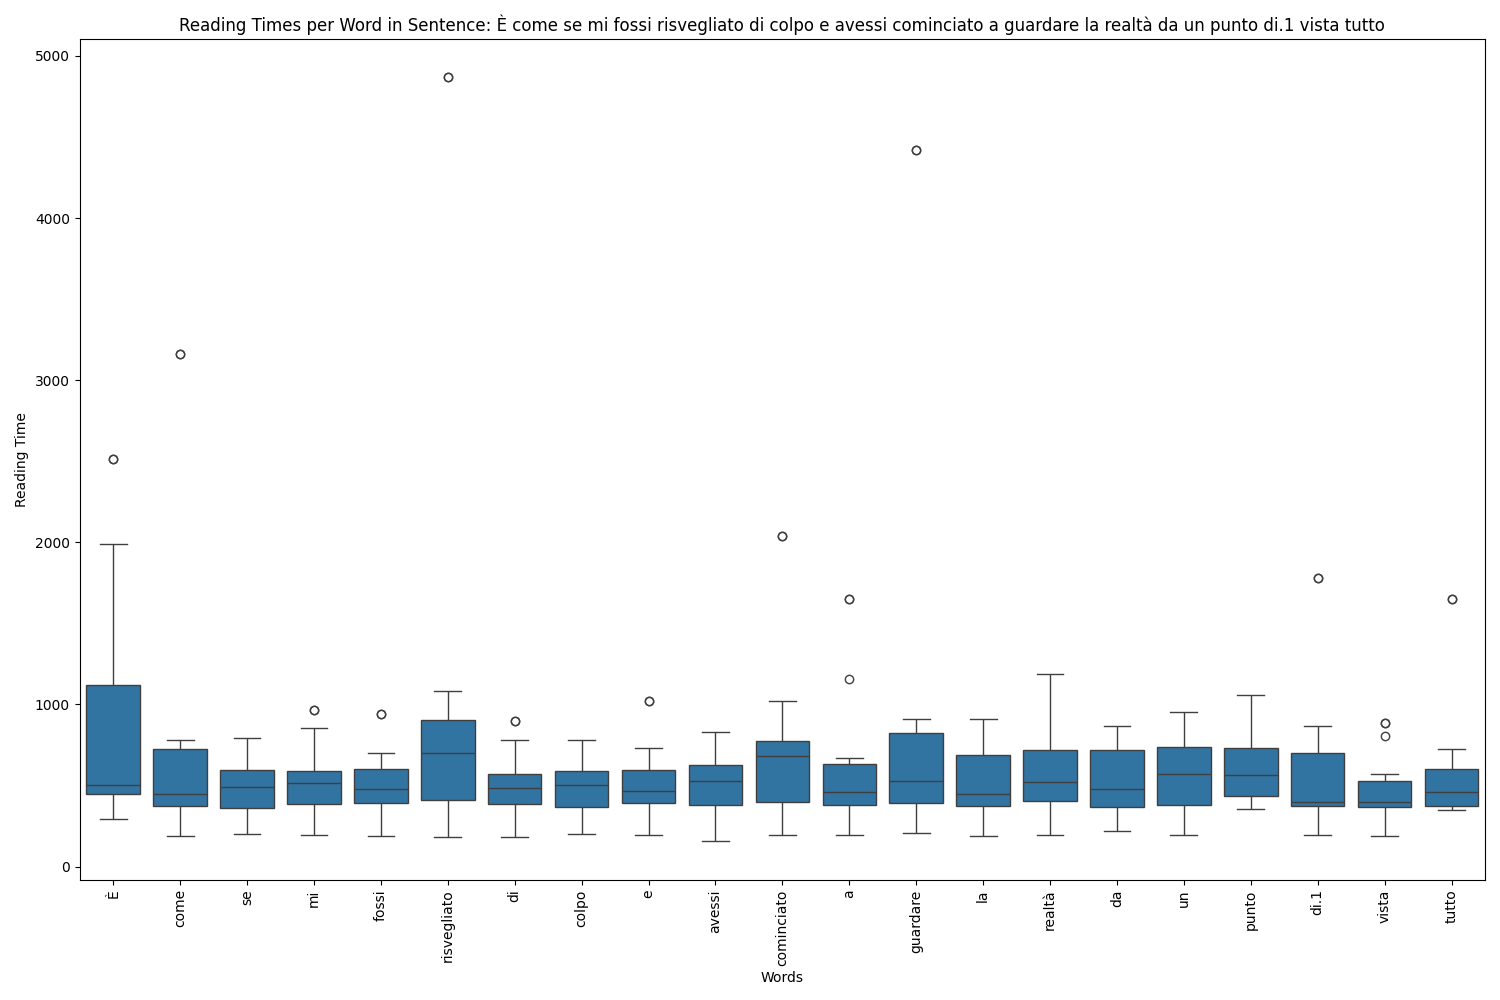 Reading Times per Word in Sentence: È come se mi fossi risvegliato di colpo e avessi cominciato a guardare la realtà da un punto di.1 vista tutto
5000
4000
3000
2000
1000
0
Reading Time
È
come
se
mi
fossi
risvegliato
di
colpo
e
avessi
cominciato
a
guardare
la
realtà
da
un
punto
di.1
vista
tutto
Words